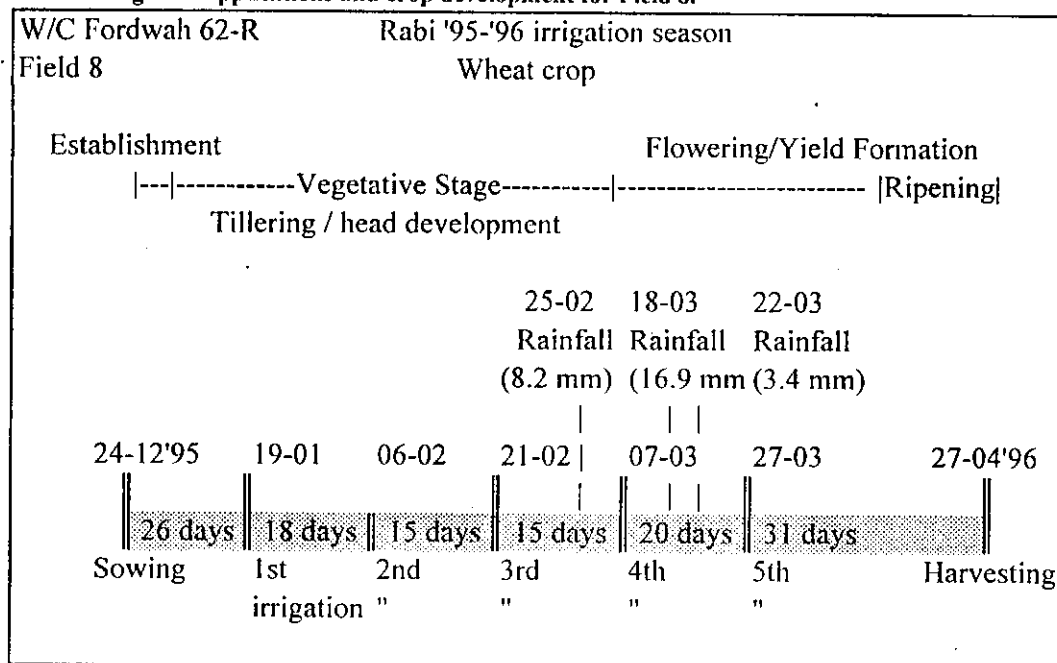 W/C Fordwah 62-R Rabi '95-'96 irrigation season
Field 8 Wheat crop
Establishment Flowering/Yield Formation
|---|------------Vegetative Stage-----------|------------------------- |Ripening|
Tillering / head development
25-02 18-03 22-03
Rainfall Rainfall Rainfall
(8.2 mm) (16.9 mm (3.4 mm)
24-12'95 19-01 06-02 21-02 07-03 27-03 27-04'96
26 days 18 days 15 days 15 days 20 days 31 days
Sowing 1st 2nd 3rd 4th 5th Harvesting
irrigation " " " "